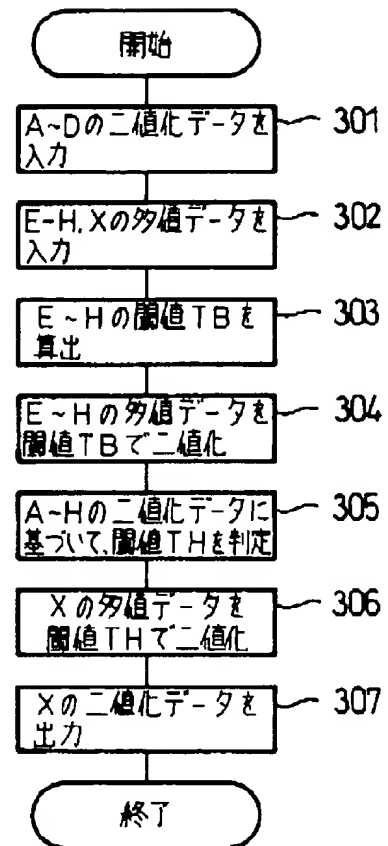 開始
A~Dの二値化データを 301
入力
E-H,Xの多値データを 302
入力
E~Hの閾値TBを 303
算出
E~Hの多値データを 304
閾値TBで二値化
A~Hの二値化データに 305
基づいて、閾値THを判定
Xの多値データを 306
閾値THで二値化
Xの二値化データを 307
出力
終了